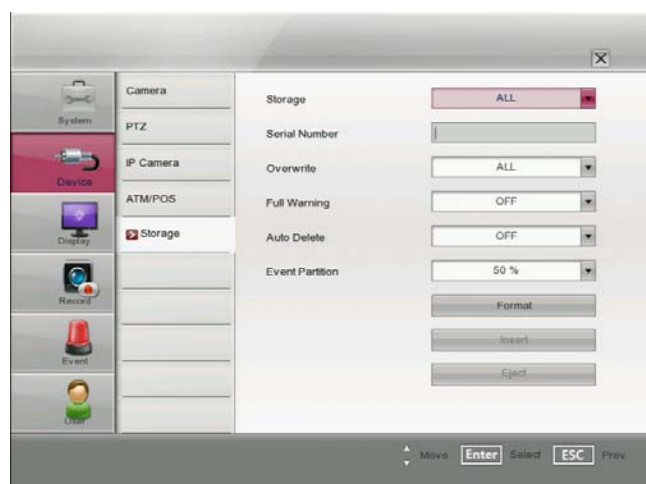 System
Device
Display
Record
Event
User
Camera
PTZ
IP Camera
ATM/POS
Storage
Storage ALL
Serial Number
Overwrite ALL
Full Warning OFF
Auto Delete OFF
Event Partition 50 %
Format
Insert
Eject
Move Enter Select ESC Prev.